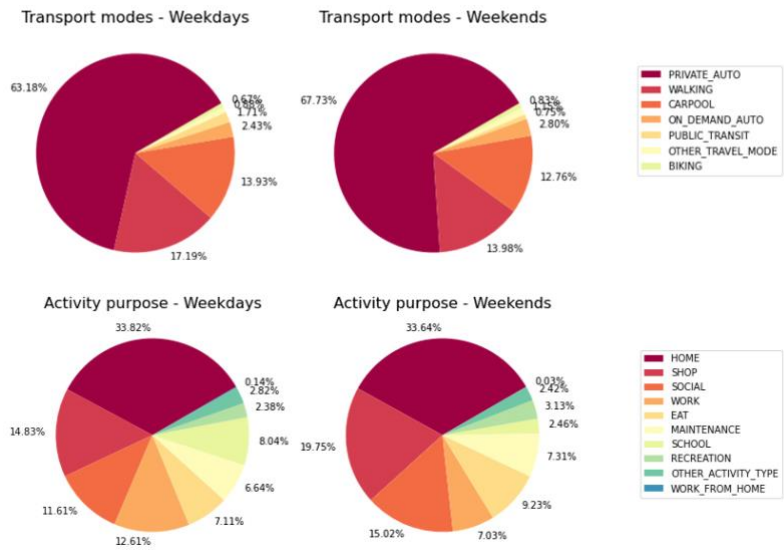 Transport modes - Weekdays
Transport modes - Weekends
63.18%
0.67%
0.88%
1.71%
2.43%
13.93%
17.19%
67.73%
0.83%
1.15%
0.75%
2.80%
12.76%
13.98%
PRIVATE_AUTO
WALKING
CARPOOL
ON_DEMAND_AUTO
PUBLIC_TRANSIT
OTHER_TRAVEL_MODE
BIKING
Activity purpose - Weekdays
Activity purpose - Weekends
33.82%
0.14%
2.82%
2.38%
8.04%
6.64%
7.11%
12.61%
11.61%
14.83%
33.64%
0.03%
2.42%
3.13%
2.46%
7.31%
9.23%
7.03%
15.02%
19.75%
HOME
SHOP
SOCIAL
WORK
EAT
MAINTENANCE
SCHOOL
RECREATION
OTHER_ACTIVITY_TYPE
WORK_FROM_HOME